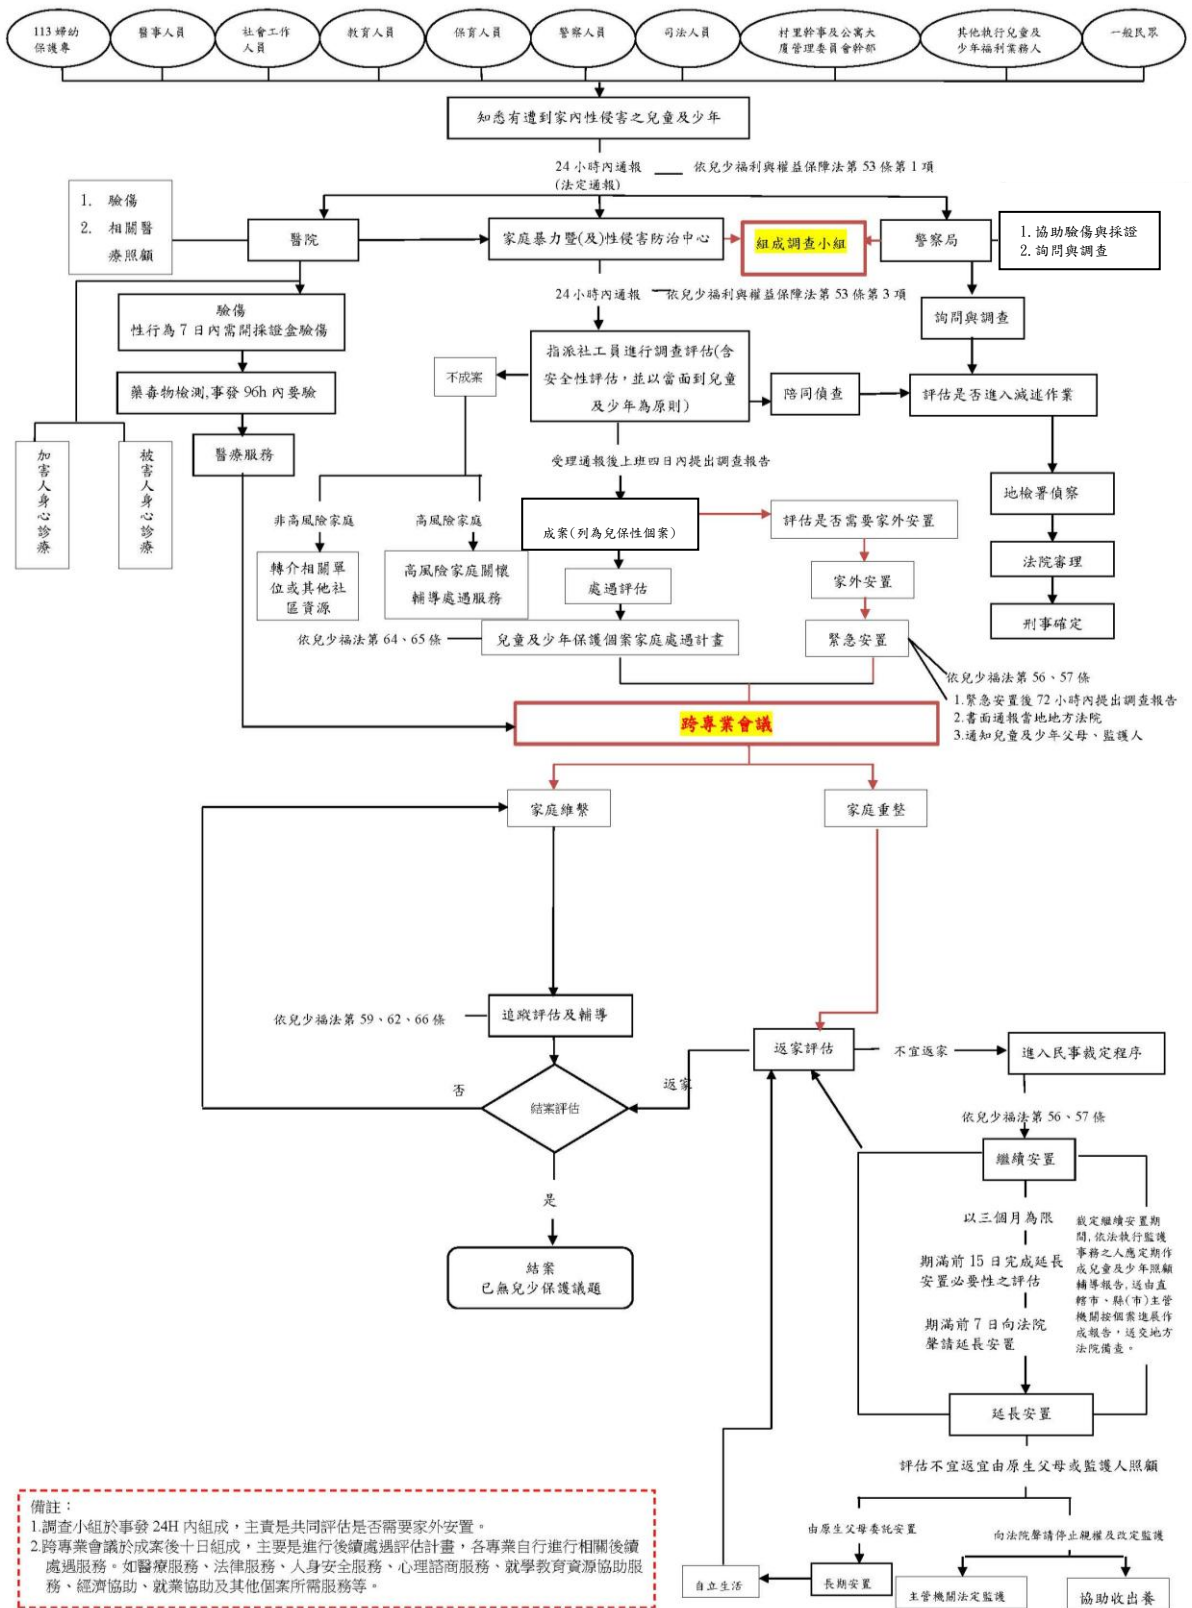 113 婦幼
保護專
醫事人員
社會工作
人員
教育人員
保育人員
警察人員
司法人員
村里幹事及公寓大
廈管理委員會幹部
其他執行兒童及
少年福利業務人
一般民眾
知悉有遭到家內性侵害之兒童及少年
24 小時內通報
(法定通報)
依兒少福利與權益保障法第 53 條第 1 項
1. 驗傷
2. 相關醫
療照顧
醫院
家庭暴力暨(及)性侵害防治中心
組成調查小組
警察局
1. 協助驗傷與採證
2. 詢問與調查
24 小時內通報
依兒少福利與權益保障法第 53 條第 3 項
驗傷
性行為 7 日內需開採證盒驗傷
詢問與調查
不成案
指派社工員進行調查評估(含
安全性評估，並以當面到兒童
及少年為原則)
陪同偵查
評估是否進入減述作業
藥毒物檢測,事發 96h 內要驗
醫療服務
加害人身心診療
被害人身心診療
受理通報後上班四日內提出調查報告
地檢署偵察
非高風險家庭
高風險家庭
成案(列為兒保性個案)
評估是否需要家外安置
轉介相關單
位或其他社
區資源
高風險家庭關懷
輔導處遇服務
處遇評估
家外安置
法院審理
依兒少福法第 64、65 條
兒童及少年保護個案家庭處遇計畫
緊急安置
刑事確定
依兒少福法第 56、57 條
1.緊急安置後 72 小時內提出調查報告
2.書面通報當地地方法院
3.通知兒童及少年父母、監護人
跨專業會議
家庭維繫
家庭重整
依兒少福法第 59、62、66 條
追蹤評估及輔導
返家評估
不宜返家
進入民事裁定程序
否
結案評估
返家
依兒少福法第 56、57 條
繼續安置
是
以三個月為限
期滿前 15 日完成延長
安置必要性之評估
期滿前 7 日向法院
聲請延長安置
裁定繼續安置期
間,依法執行監護
事務之人應定期作
成兒童及少年照顧
輔導報告,送由直
轄市、縣(市)主管
機關按個案進展作
成報告，送交地方
法院備查。
結案
已無兒少保護議題
延長安置
評估不宜返宜由原生父母或監護人照顧
由原生父母委託安置
向法院聲請停止親權及改定監護
自立生活
長期安置
主管機關法定監護
協助收出養
備註：
1.調查小組於事發 24H 內組成，主責是共同評估是否需要家外安置。
2.跨專業會議於成案後十日組成，主要是進行後續處遇評估計畫，各專業自行進行相關後續
處遇服務。如醫療服務、法律服務、人身安全服務、心理諮商服務、就學教育資源協助服
務、經濟協助、就業協助及其他個案所需服務等。